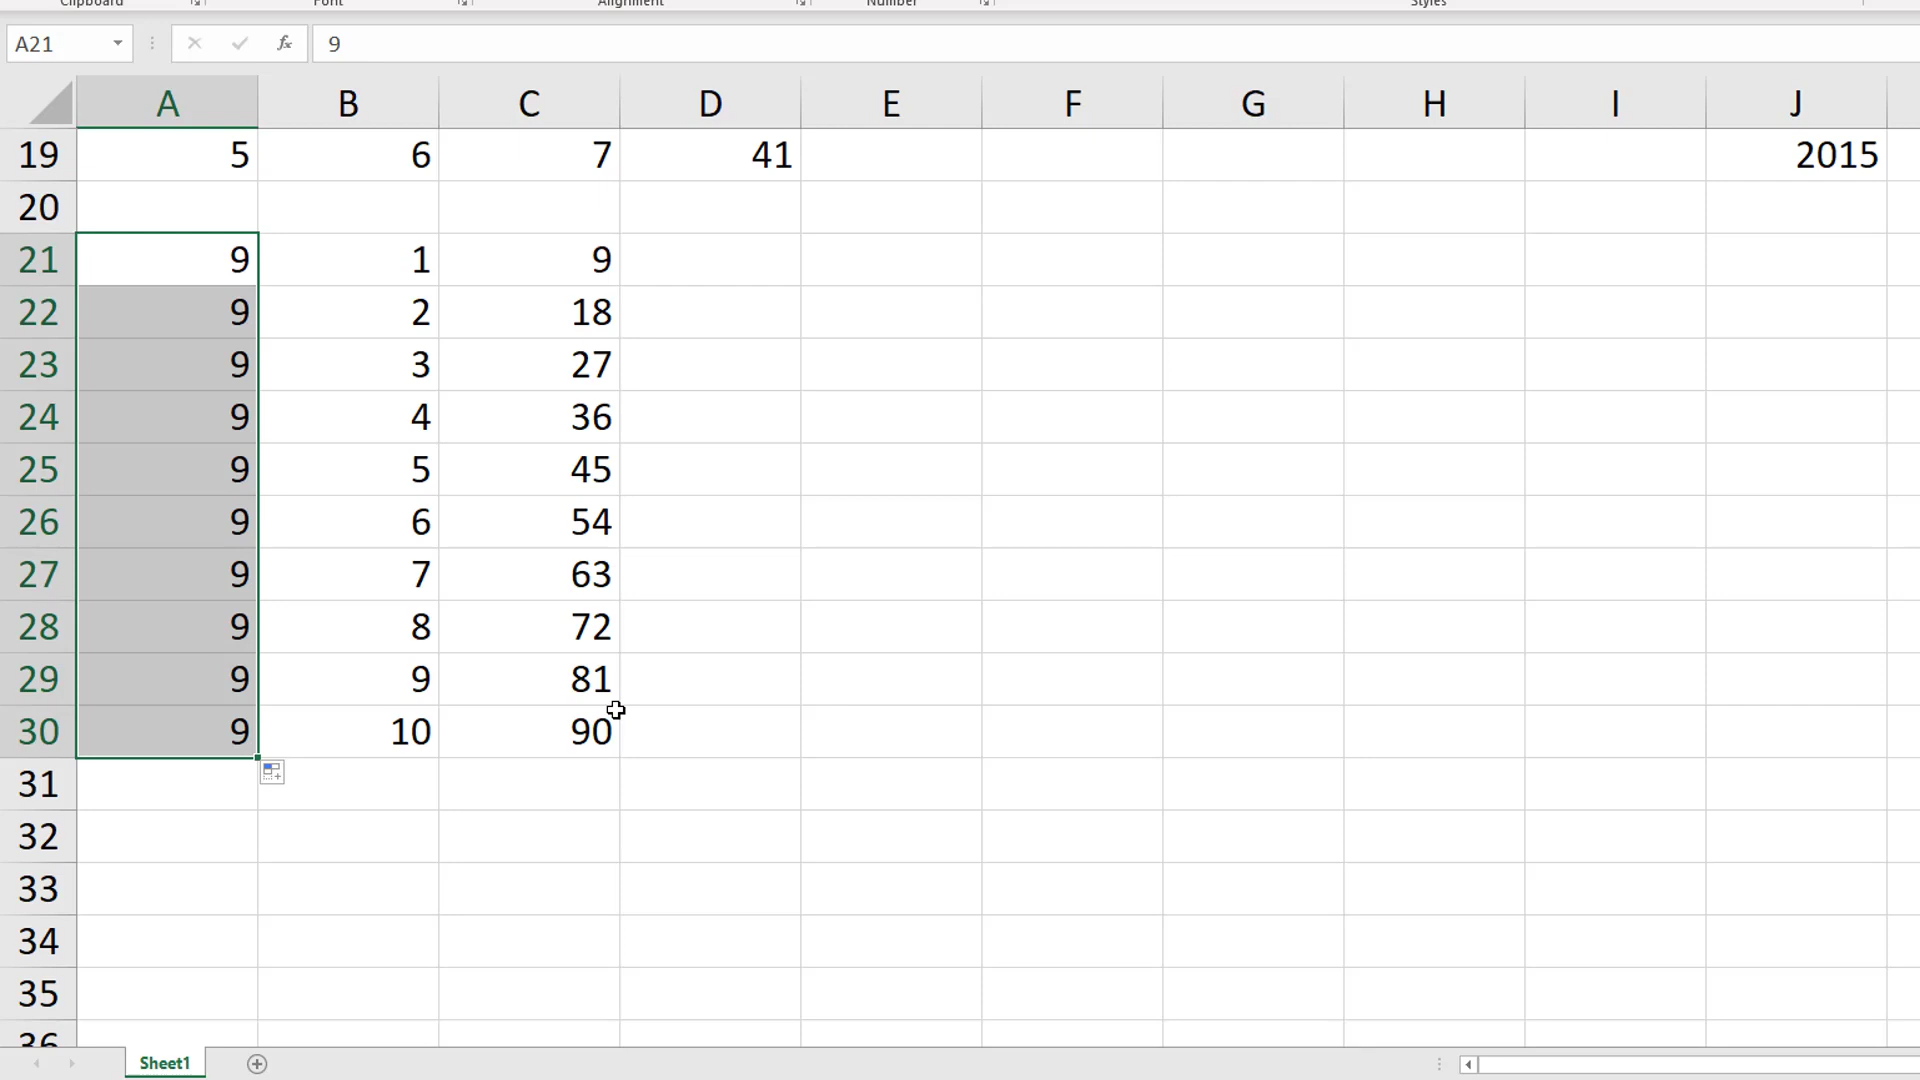 Clipboard Font Alignment Number Styles
A21 fx 9
A B C D E F G H I J
19 5 6 7 41 2015
20
21 9 1 9
22 9 2 18
23 9 3 27
24 9 4 36
25 9 5 45
26 9 6 54
27 9 7 63
28 9 8 72
29 9 9 81
30 9 10 90
31
32
33
34
35
36
Sheet1